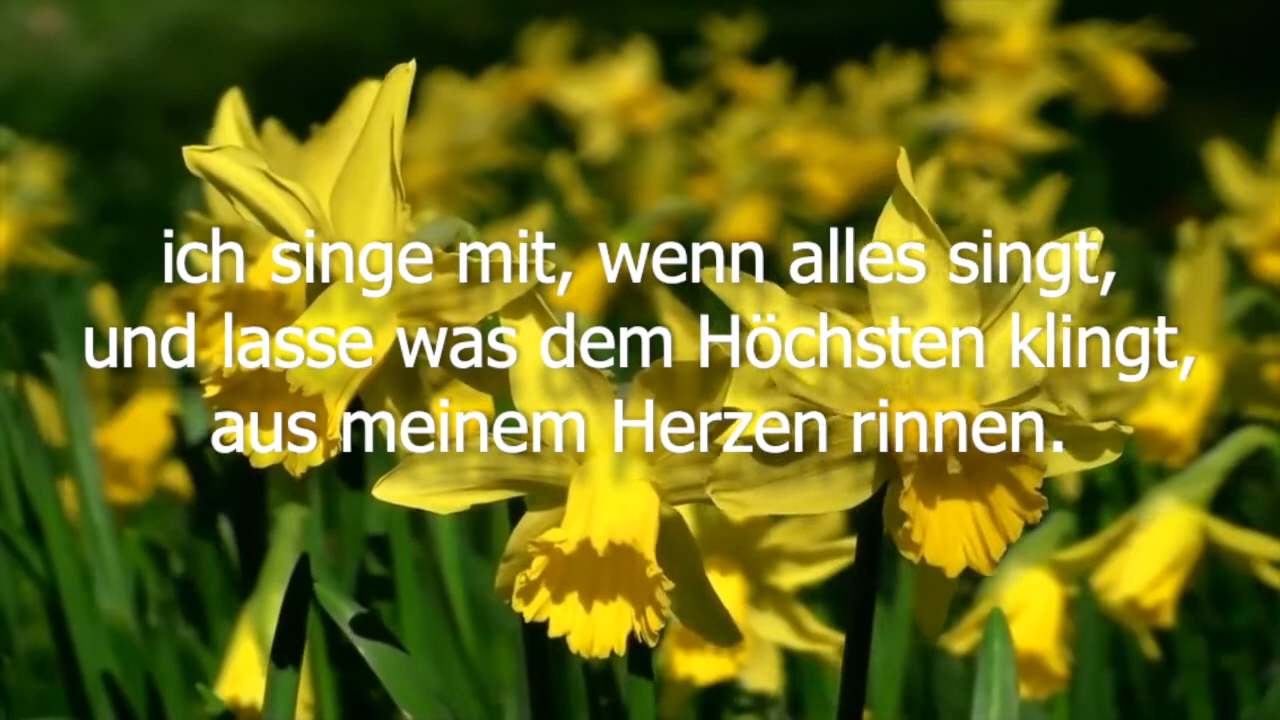 ich singe mit, wenn alles singt,
und lasse was dem Höchsten klingt,
aus meinem Herzen rinnen.